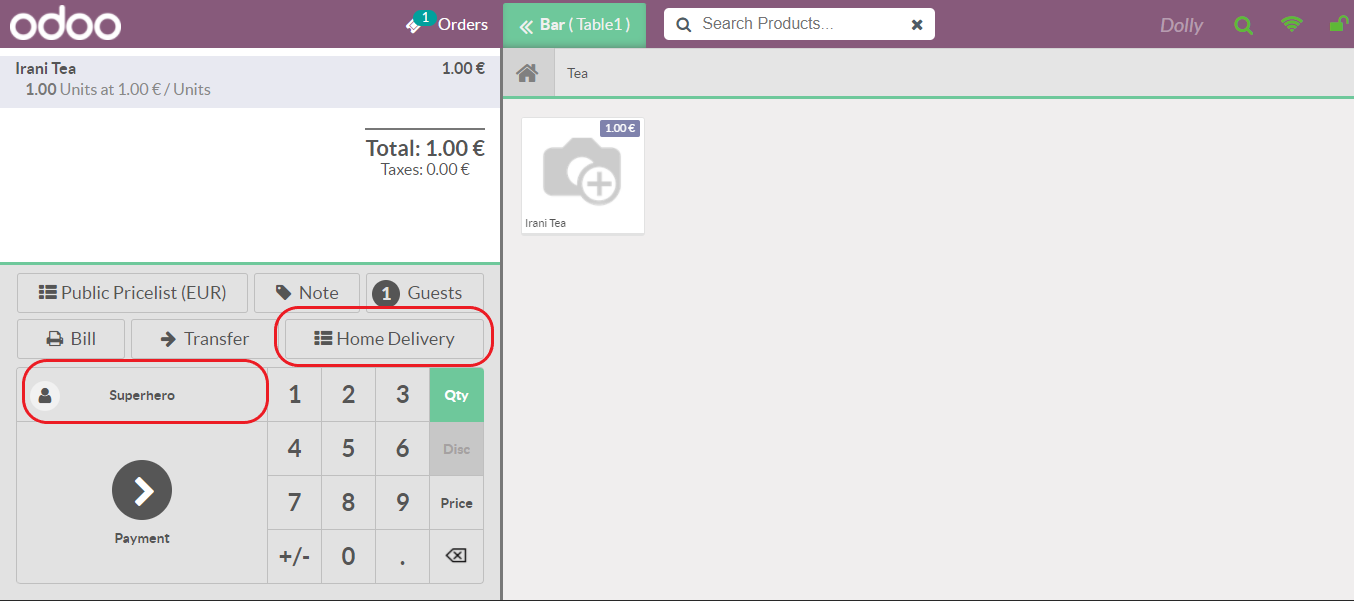 odoo
1
Orders
Bar ( Table1 )
Search Products...
Dolly
Irani Tea 1.00 €
1.00 Units at 1.00 € / Units
Total: 1.00 €
Taxes: 0.00 €
Tea
1.00 €
Irani Tea
Public Pricelist (EUR)
Note
1 Guests
Bill
Transfer
Home Delivery
Superhero
Payment
1 2 3 Qty
4 5 6 Disc
7 8 9 Price
+/- 0 .